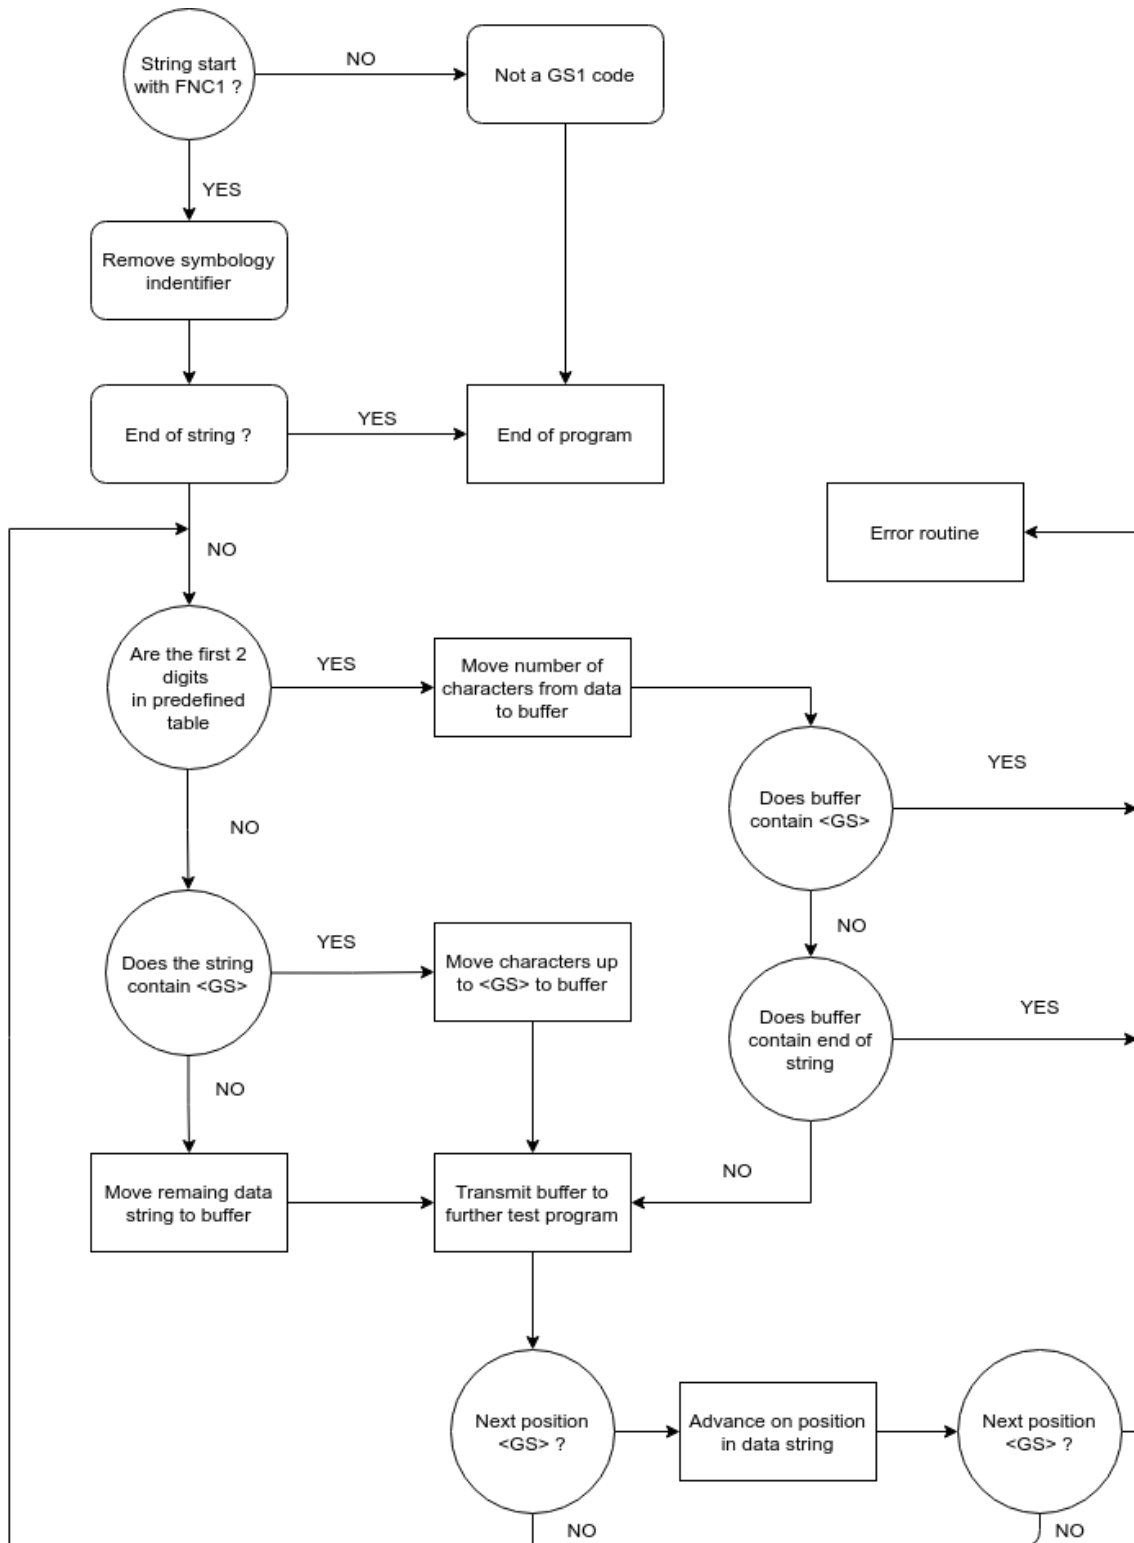 String start
with FNC1 ?
NO
Not a GS1 code
YES
Remove symbology
indentifier
End of string ?
YES
End of program
NO
Error routine
Are the first 2
digits
in predefined
table
YES
Move number of
characters from data
to buffer
Does buffer
contain <GS>
YES
NO
NO
Does the string
contain <GS>
YES
Move characters up
to <GS> to buffer
Does buffer
contain end of
string
YES
NO
Move remaing data
string to buffer
Transmit buffer to
further test program
NO
Next position
<GS> ?
Advance on position
in data string
Next position
<GS> ?
NO
NO